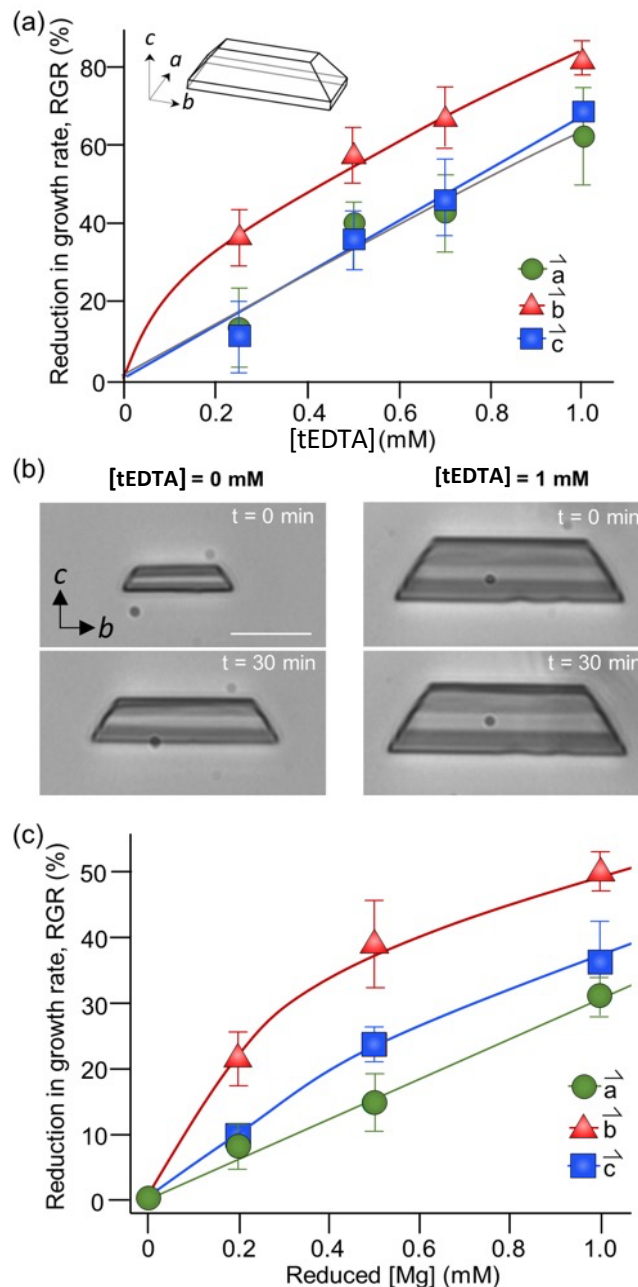 (a)
c
a
b
Reduction in growth rate, RGR (%)
80
60
40
20
0
a
b
c
0
0.2
0.4
0.6
0.8
1.0
[tEDTA] (mM)
(b)
[tEDTA] = 0 mM
[tEDTA] = 1 mM
t = 0 min
t = 0 min
c
b
t = 30 min
t = 30 min
(c)
Reduction in growth rate, RGR (%)
50
40
30
20
10
0
a
b
c
0
0.2
0.4
0.6
0.8
1.0
Reduced [Mg] (mM)